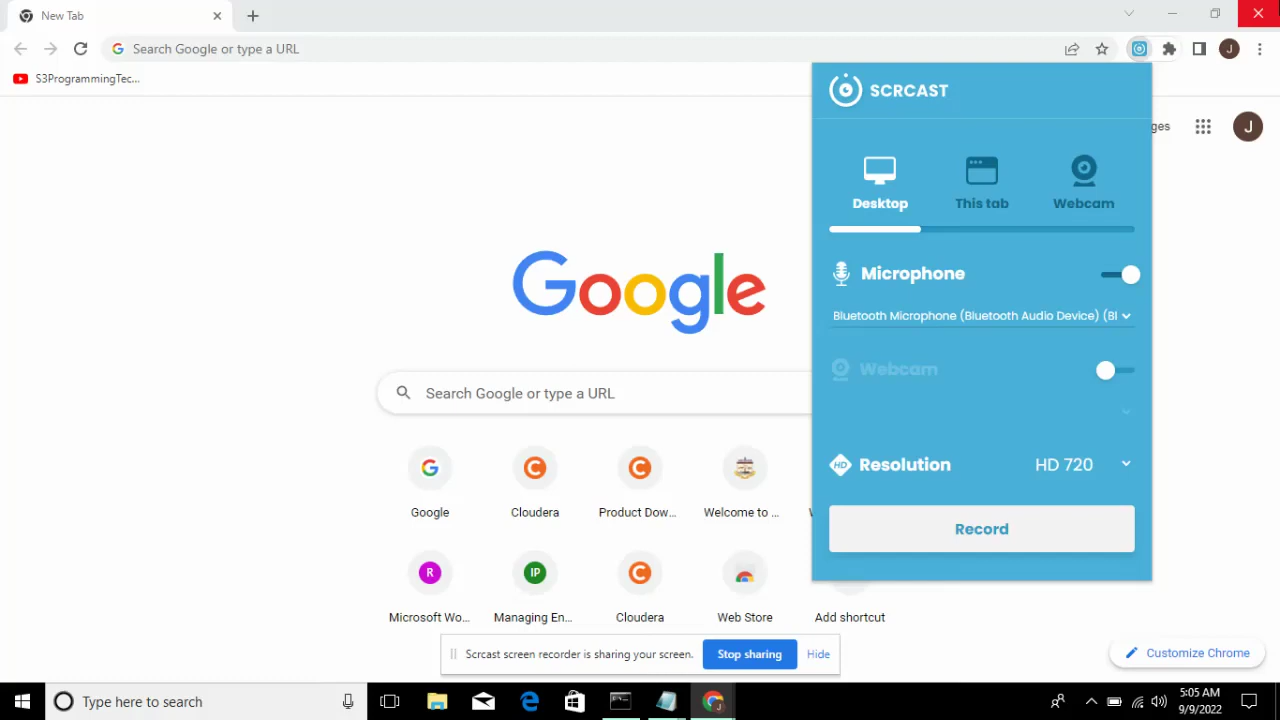 New Tab
Search Google or type a URL
S3ProgrammingTec...
SCRCAST
ges
J
J
Desktop
This tab
Webcam
Microphone
Bluetooth Microphone (Bluetooth Audio Device) (Bl
Webcam
HD Resolution HD 720
Record
Google
Search Google or type a URL
G
C
C
Google
Cloudera
Product Dow...
Welcome to ...
R
IP
C
Microsoft Wo...
Managing En...
Cloudera
Web Store
Add shortcut
Scrcast screen recorder is sharing your screen.
Stop sharing
Hide
Customize Chrome
Type here to search
J
5:05 AM
9/9/2022